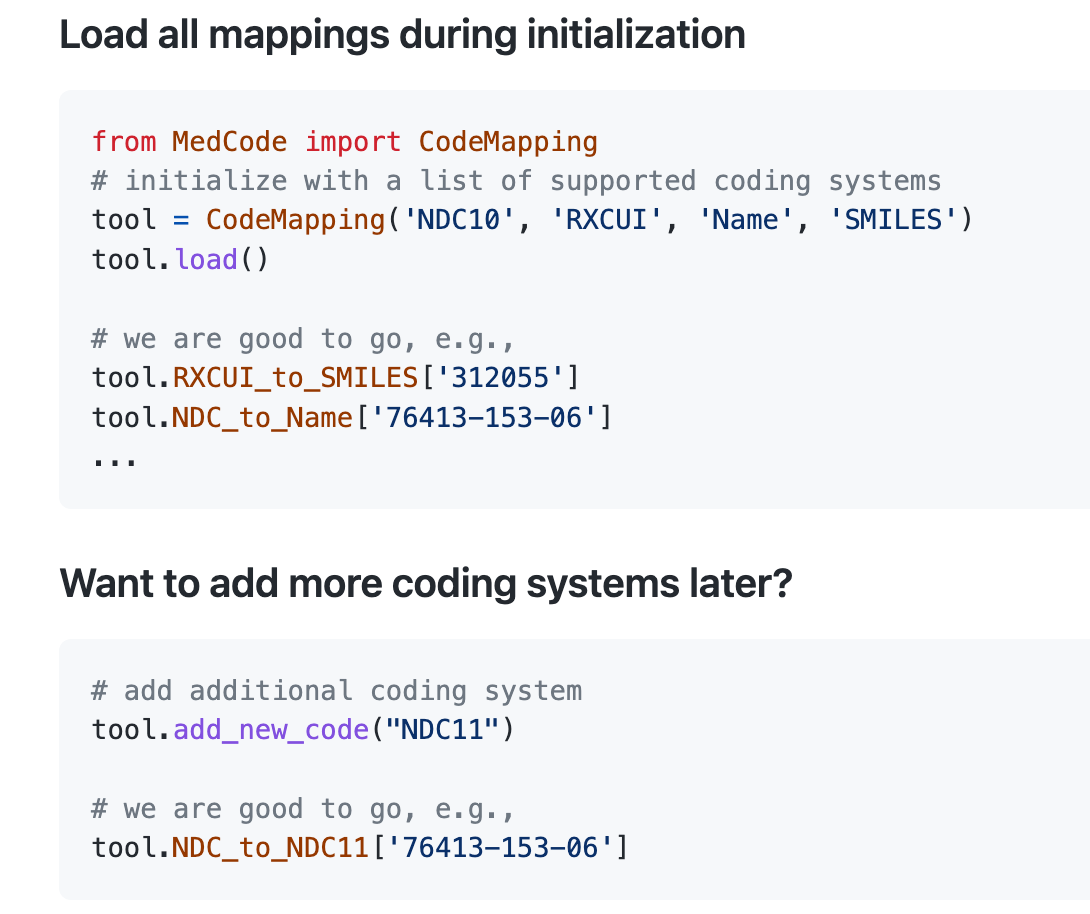 Load all mappings during initialization
from MedCode import CodeMapping
# initialize with a list of supported coding systems
tool = CodeMapping('NDC10', 'RXCUI', 'Name', 'SMILES')
tool.load()
# we are good to go, e.g.,
tool.RXCUI_to_SMILES['312055']
tool.NDC_to_Name['76413-153-06']
...
Want to add more coding systems later?
# add additional coding system
tool.add_new_code("NDC11")
# we are good to go, e.g.,
tool.NDC_to_NDC11['76413-153-06']